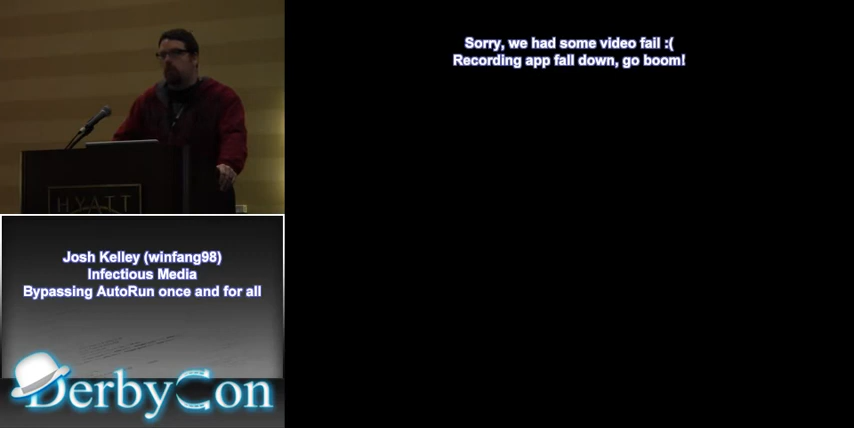 Sorry, we had some video fail :(
Recording app fall down, go boom!
HYATT
Josh Kelley (winfang98)
Infectious Media
Bypassing AutoRun once and for all
DerbyCon